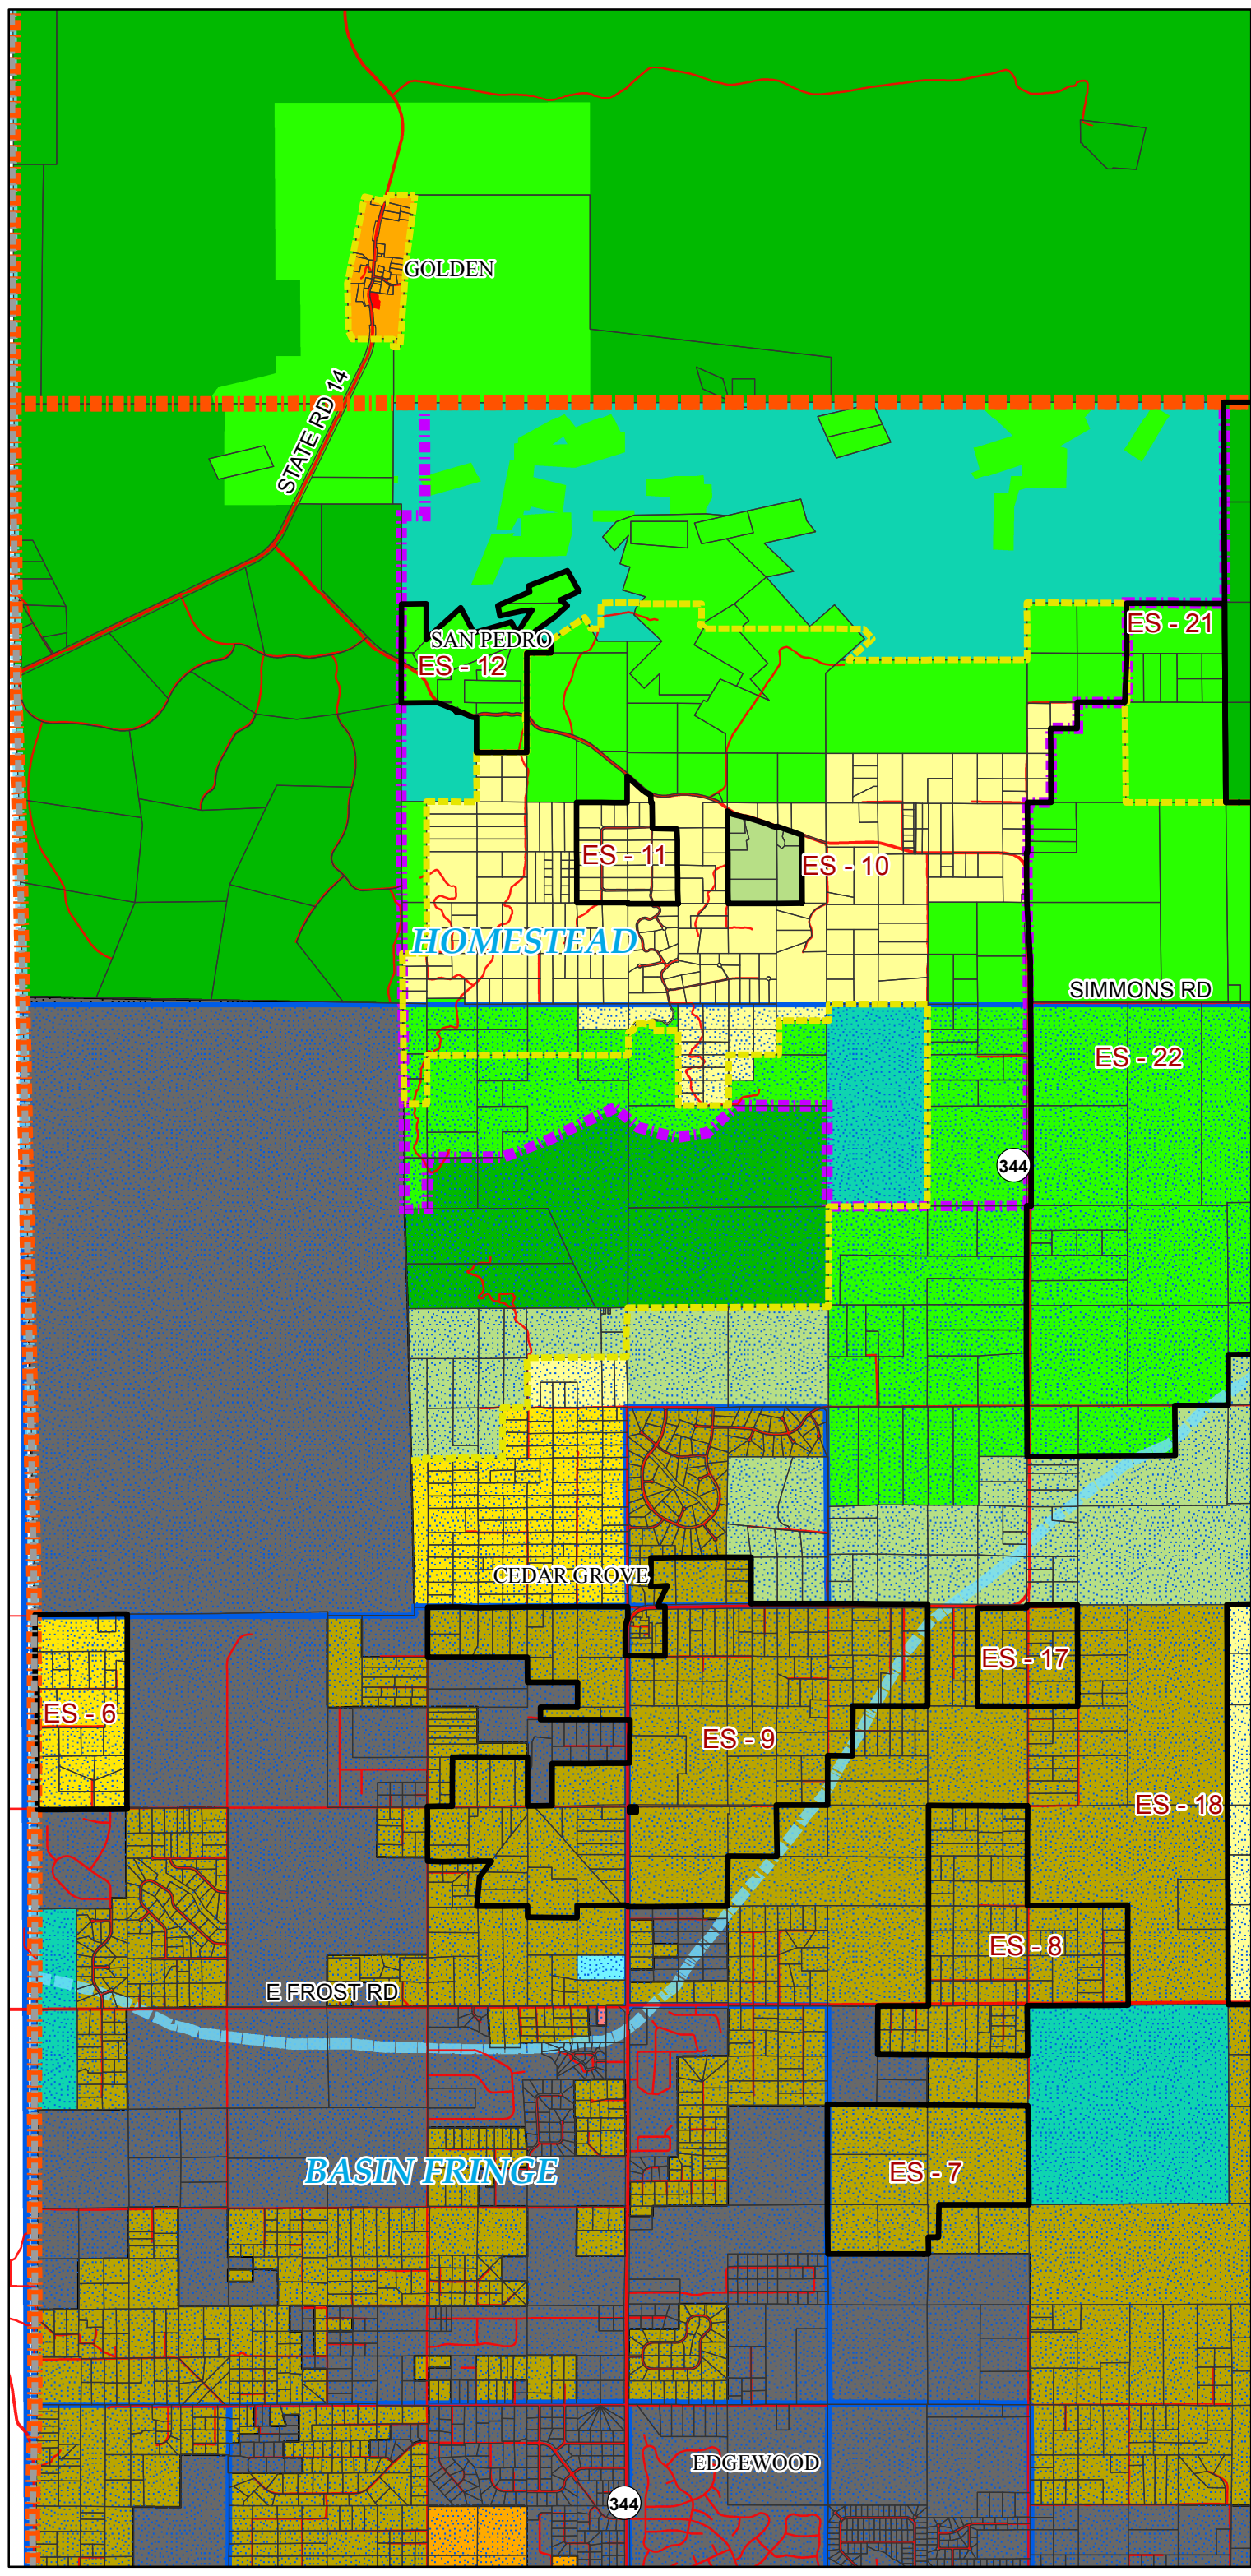 GOLDEN
STATE RD 14
ES - 21
SAN PEDRO
ES - 12
ES - 11
ES - 10
HOMESTEAD
SIMMONS RD
ES - 22
344
CEDAR GROVE
ES - 17
ES - 6
ES - 9
ES - 18
ES - 8
E FROST RD
BASIN FRINGE
ES - 7
EDGEWOOD
344